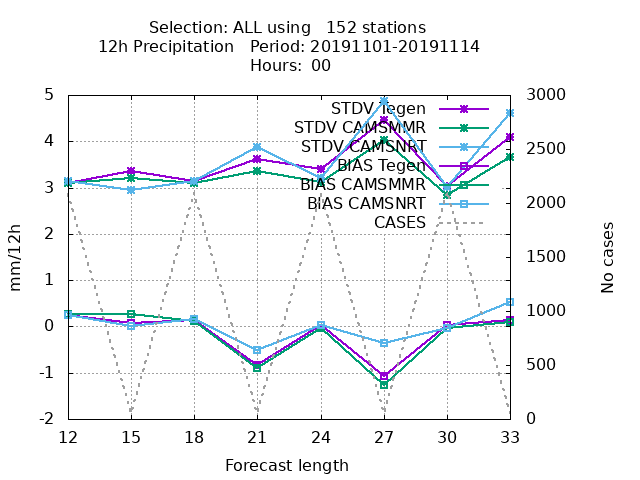 Selection: ALL using   152 stations
12h Precipitation   Period: 20191101-20191114
Hours:  00
5
4
3
2
1
0
-1
-2
mm/12h
STDV Tegen
STDV CAMSMMR
STDV CAMSNRT
BIAS Tegen
BIAS CAMSMMR
BIAS CAMSNRT
CASES
3000
2500
2000
1500
1000
500
0
No cases
12 15 18 21 24 27 30 33
Forecast length